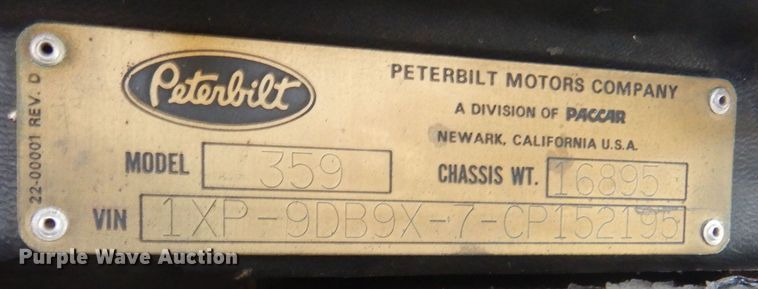 22-00001 REV. D
Peterbilt
PETERBILT MOTORS COMPANY
A DIVISION OF PACCAR
NEWARK, CALIFORNIA U.S.A.
MODEL 359 CHASSIS WT. 16895
VIN 1XP-9DB9X-7-CP152195
Purple Wave Auction